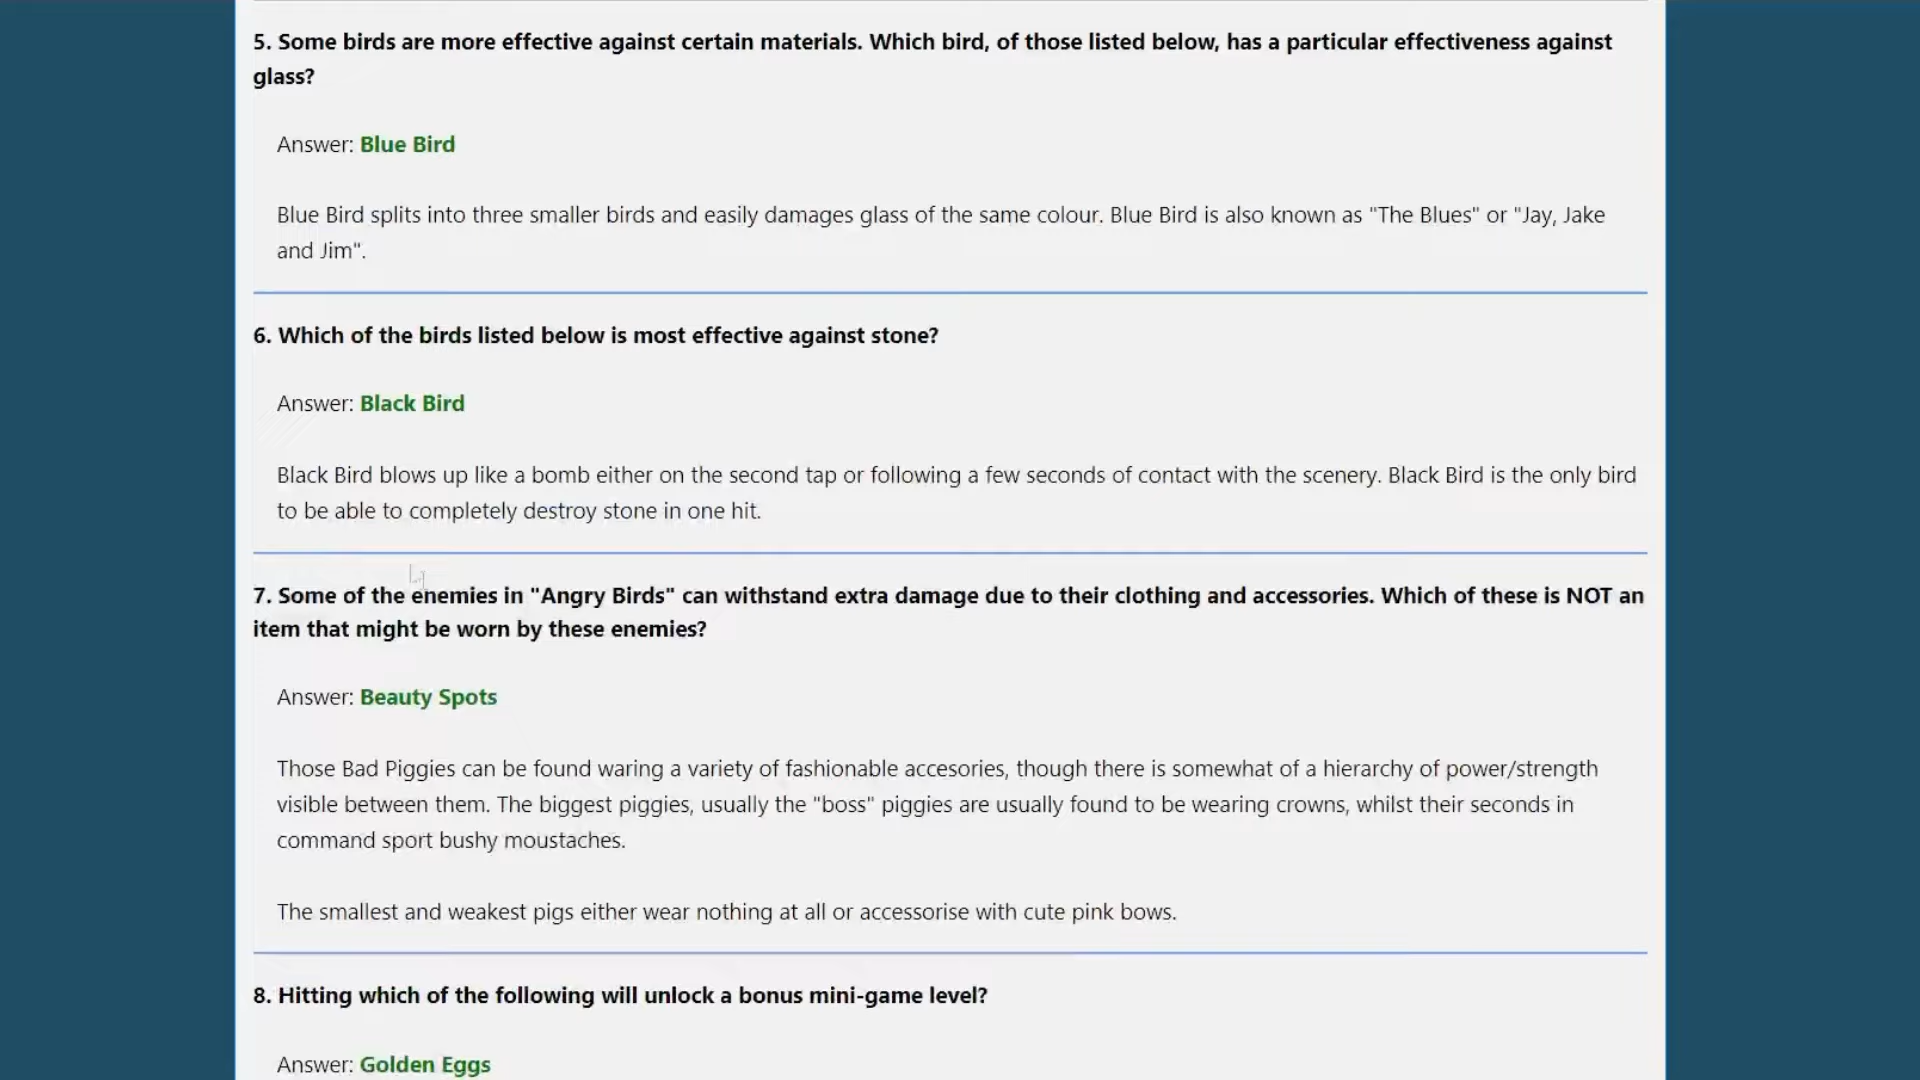 5. Some birds are more effective against certain materials. Which bird, of those listed below, has a particular effectiveness against
glass?
Answer: Blue Bird
Blue Bird splits into three smaller birds and easily damages glass of the same colour. Blue Bird is also known as "The Blues" or "Jay, Jake
and Jim".
6. Which of the birds listed below is most effective against stone?
Answer: Black Bird
Black Bird blows up like a bomb either on the second tap or following a few seconds of contact with the scenery. Black Bird is the only bird
to be able to completely destroy stone in one hit.
7. Some of the enemies in "Angry Birds" can withstand extra damage due to their clothing and accessories. Which of these is NOT an
item that might be worn by these enemies?
Answer: Beauty Spots
Those Bad Piggies can be found waring a variety of fashionable accesories, though there is somewhat of a hierarchy of power/strength
visible between them. The biggest piggies, usually the "boss" piggies are usually found to be wearing crowns, whilst their seconds in
command sport bushy moustaches.
The smallest and weakest pigs either wear nothing at all or accessorise with cute pink bows.
8. Hitting which of the following will unlock a bonus mini-game level?
Answer: Golden Eggs